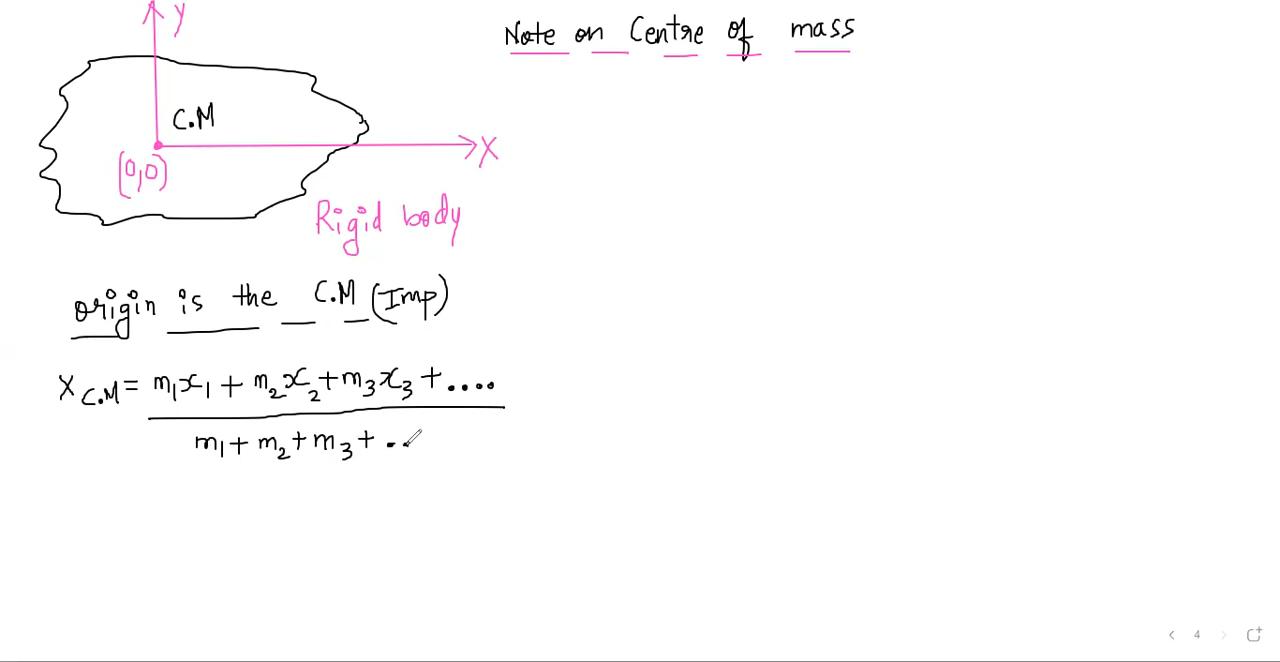 Note on Centre of mass
Y
C.M
X
(0,0)
Rigid body
origin is the C.M (Imp)
X C.M = m₁x₁ + m₂x₂ + m₃x₃ + ....
m₁ + m₂ + m₃ + ..
4